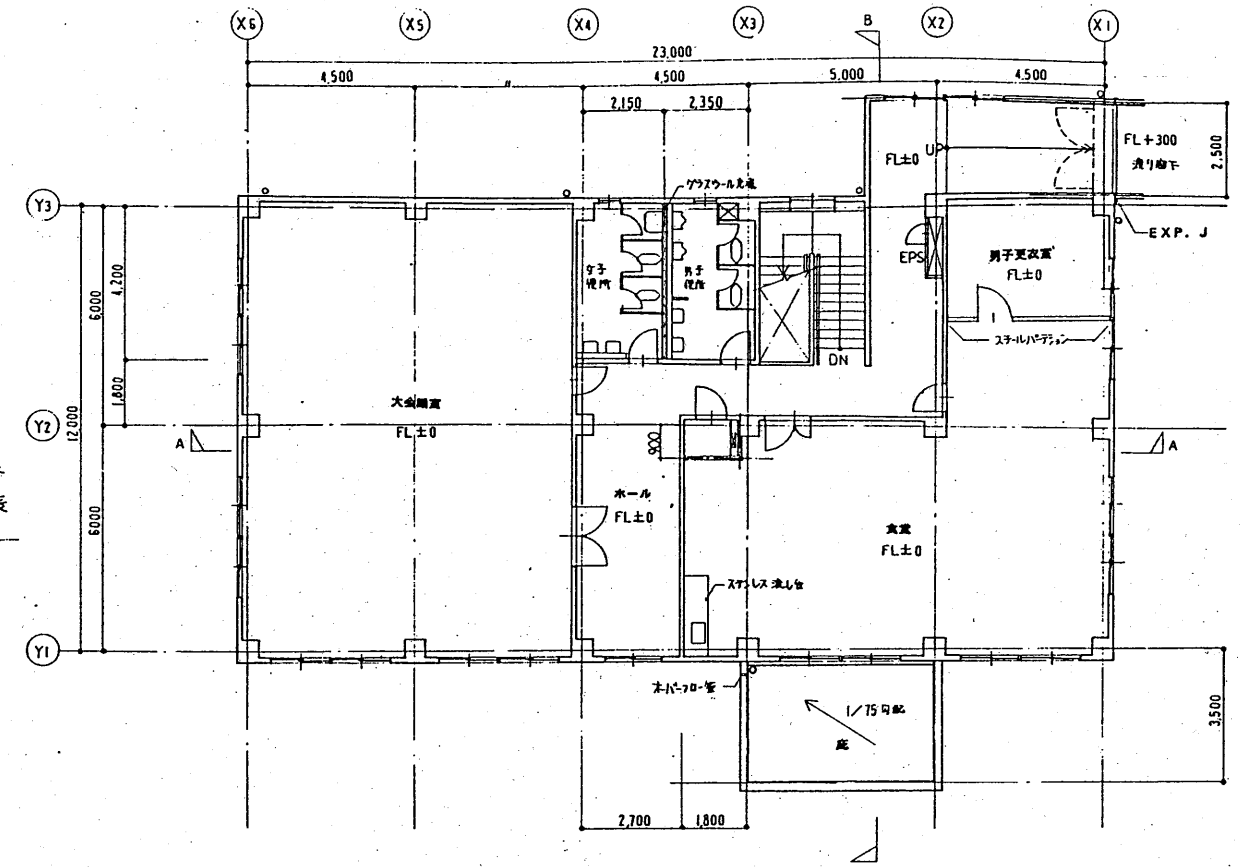 X6
X5
X4
X3
B
X2
X1
23,000
4,500
〃
4,500
5,000
4,500
2,150
2,350
FL±0
UP
FL+300
渡り廊下
2,500
グラスウール充填
Y3
EXP. J
EPS
男子更衣室
FL±0
女子
便所
男子
便所
スチールパーテション
DN
4,200
6,000
1,800
12,000
大会議室
FL±0
Y2
A
A
900
ホール
FL±0
食堂
FL±0
6000
ステンレス流し台
Y1
オーバーフロー管
1/75勾配
庇
3,500
2,700
1,800